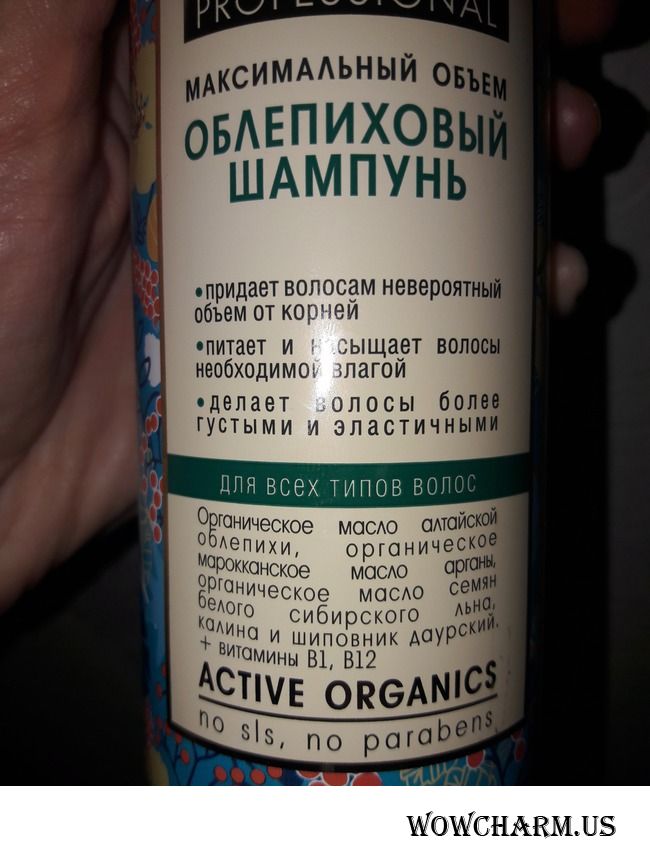 PROFESSIONAL
МАКСИМАЛЬНЫЙ ОБЪЕМ
ОБЛЕПИХОВЫЙ
ШАМПУНЬ
•придает волосам невероятный
объем от корней
•питает и насыщает волосы
необходимой влагой
•делает волосы более
густыми и эластичными
для всех типов волос
Органическое масло алтайской
облепихи, органическое
марокканское масло арганы,
органическое масло семян
белого сибирского льна,
калина и шиповник даурский.
+ витамины B1, B12
ACTIVE ORGANICS
no sls, no parabens
WOWCHARM.US